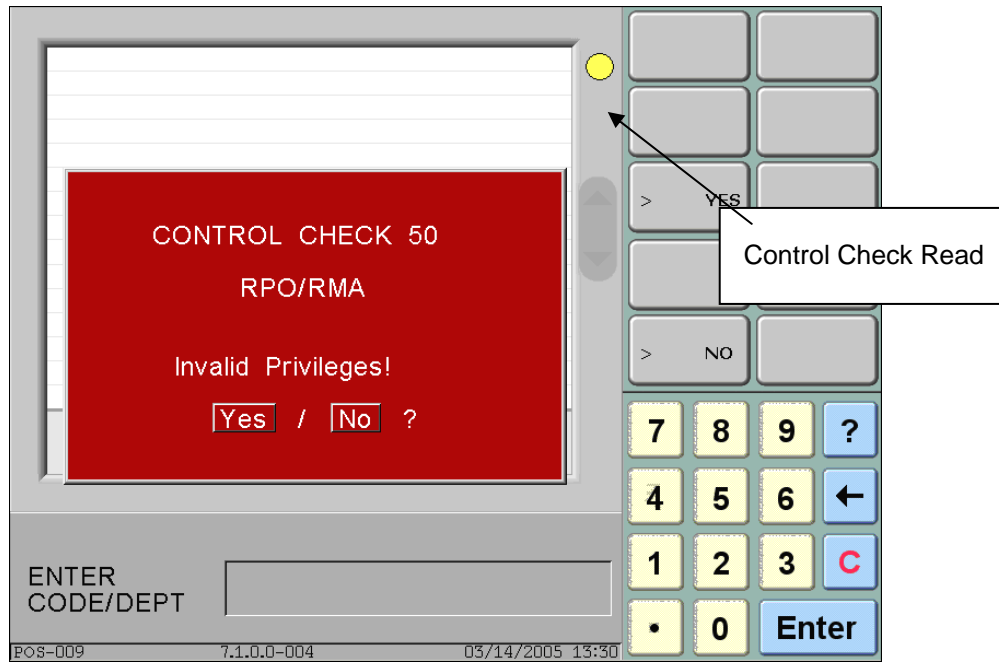 CONTROL CHECK 50
RPO/RMA
Invalid Privileges!
Yes / No ?
> YES
Control Check Read
> NO
7 8 9 ?
4 5 6 ←
1 2 3 C
• 0 Enter
ENTER
CODE/DEPT
POS-009 7.1.0.0-004 03/14/2005 13:30